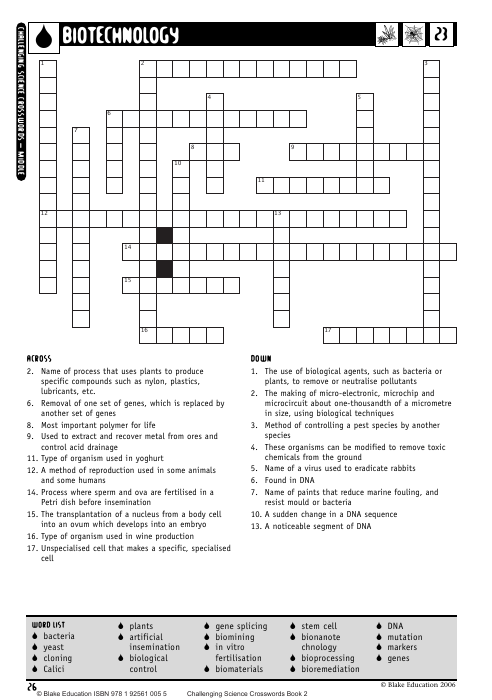 CHALLENGING SCIENCE CROSSWORDS – MIDDLE
BIOTECHNOLOGY
23
1
2
3
4
5
6
7
8
9
10
11
12
13
14
15
16
17
ACROSS
2. Name of process that uses plants to produce
specific compounds such as nylon, plastics,
lubricants, etc.
6. Removal of one set of genes, which is replaced by
another set of genes
8. Most important polymer for life
9. Used to extract and recover metal from ores and
control acid drainage
11. Type of organism used in yoghurt
12. A method of reproduction used in some animals
and some humans
14. Process where sperm and ova are fertilised in a
Petri dish before insemination
15. The transplantation of a nucleus from a body cell
into an ovum which develops into an embryo
16. Type of organism used in wine production
17. Unspecialised cell that makes a specific, specialised
cell
DOWN
1. The use of biological agents, such as bacteria or
plants, to remove or neutralise pollutants
2. The making of micro-electronic, microchip and
microcircuit about one-thousandth of a micrometre
in size, using biological techniques
3. Method of controlling a pest species by another
species
4. These organisms can be modified to remove toxic
chemicals from the ground
5. Name of a virus used to eradicate rabbits
6. Found in DNA
7. Name of paints that reduce marine fouling, and
resist mould or bacteria
10. A sudden change in a DNA sequence
13. A noticeable segment of DNA
WORD LIST
bacteria
yeast
cloning
Calici
plants
artificial
insemination
biological
control
gene splicing
biomining
in vitro
fertilisation
biomaterials
stem cell
bionanote
chnology
bioprocessing
bioremediation
DNA
mutation
markers
genes
26
© Blake Education 2006
© Blake Education ISBN 978 1 92561 005 5 Challenging Science Crosswords Book 2